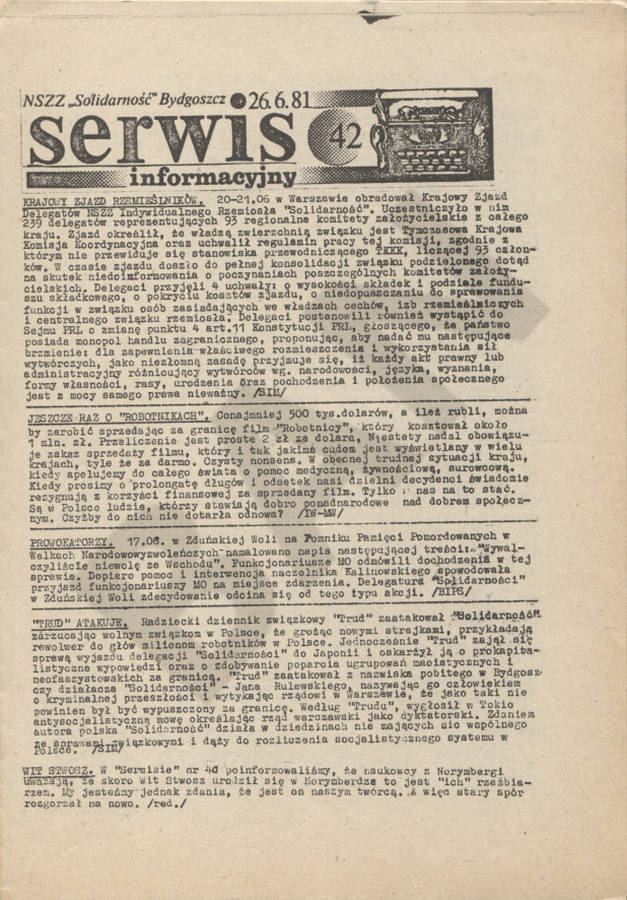 NSZZ „Solidarność” Bydgoszcz ●26.6.81
serwis 42
informacyjny
KRAJOWY ZJAZD RZEMIEŚLNIKÓW. 20-21.06 w Warszawie obradował Krajowy Zjazd
Delegatów NSZZ Indywidualnego Rzemiosła "Solidarność". Uczestniczyło w nim
239 delegatów reprezentujących 93 regionalne komitety założycielskie z całego
kraju. Zjazd określił, że władzą zwierzchnią związku jest Tymczasowa Krajowa
Komisja Koordynacyjna oraz uchwalił regulamin pracy tej komisji, zgodnie z
którym nie przewiduje się stanowiska przewodniczącego TKKK, liczącej 93 człon-
ków. W czasie zjazdu doszło do pełnej konsolidacji związku podzielonego dotąd
na skutek niedoinformowania o poczynaniach poszczególnych komitetów założy-
cielskich. Delegaci przyjęli 4 uchwały: o wysokości składek i podziale fundu-
szu składkowego, o pokryciu kosztów zjazdu, o niedopuszczaniu do sprawowania
funkcji w związku osób zasiadających we władzach cechów, izb rzemieślniczych
i centralnego związku rzemiosła. Delegaci postanowili również wystąpić do
Sejmu PRL o zmianę punktu 4 art.11 Konstytucji PRL, głoszącego, że państwo
posiada monopol handlu zagranicznego, proponując, aby nadać mu następujące
brzmienie: dla zapewnienia właściwego rozmieszczenia i wykorzystania sił
wytwórczych, jako niezłomną zasadę przyjmuje się, iż każdy akt prawny lub
administracyjny różnicujący wytwórców wg. narodowości, języka, wyznania,
formy własności, rasy, urodzenia oraz pochodzenia i położenia społecznego
jest z mocy samego prawa nieważny. /SIM/
JESZCZE RAZ O "ROBOTNIKACH". Conajmniej 500 tys.dolarów, a ileż rubli, można
by zarobić sprzedając za granicę film "Robotnicy", który kosztował około
1 mln. zł. Przeliczenie jest proste 2 zł za dolara, Niestety nadal obowiązu-
je zakaz sprzedaży filmu, który i tak jakimś cudem jest wyświetlany w wielu
krajach, tyle że za darmo. Czysty nonsens. W obecnej trudnej sytuacji kraju,
kiedy apelujemy do całego świata o pomoc medyczną, żywnościową, surowcową.
Kiedy prosimy o prolongatę długów i odsetek nasi dzielni decydenci świadomie
rezygnują z korzyści finansowej za sprzedany film. Tylko u nas na to stać.
Są w Polsce ludzie, którzy stawiają dobro ponadnarodowe nad dobrem społecz-
nym. Czyżby do nich nie dotarła odnowa? /IW-MW/
PROWOKATORZY. 17.06. w Zduńskiej Woli na Pomniku Pamięci Pomordowanych w
Walkach Narodowowyzwoleńczych namalowano napis następującej treści: "Wywal-
czyliście niewolę ze Wschodu". Funkcjonariusze MO odmówili dochodzenia w tej
sprawie. Dopiero pomoc i interwencja naczelnika Kalinowskiego spowodowała
przyjazd funkcjonariuszy MO na miejsce zdarzenia. Delegatura "Solidarności"
w Zduńskiej Woli zdecydowanie odcina się od tego typu akcji. /BIPS/
"TRUD" ATAKUJE. Radziecki dziennik związkowy "Trud" zaatakował "Solidarność"
zarzucając wolnym związkom w Polsce, że grożąc nowymi strajkami, przykładają
rewolwer do głów milionom robotników w Polsce. Jednocześnie "Trud" zajął się
sprawą wyjazdu delegacji "Solidarności" do Japonii i oskarżył ją o prokapita-
listyczne wypowiedzi oraz o zdobywanie poparcia ugrupowań maoistycznych i
neofaszystowskich za granicą. "Trud" zaatakował z nazwiska pobitego w Bydgosz
czy działacza "Solidarności" - Jana Rulewskiego, nazywając go człowiekiem
o kryminalnej przeszłości i wytykając rządowi w Warszawie, że jako taki nie
powinien był być wypuszczony za granicę. Według "Trudu", wygłosił w Tokio
antysocjalistyczną mowę określając rząd warszawski jako dyktatorski. Zdaniem
autora polska "Solidarność" działa w dziedzinach nie mających nic wspólnego
ze sprawami związkowymi i dąży do rozliczenia socjalistycznego systemu w
Polsce. /SIM/
WIT STWOSZ. W "Serwisie" nr 40 poinformowaliśmy, że naukowcy z Norymbergi
uważają, że skoro Wit Stwosz urodził się w Norymberdze to jest "ich" rzeźbia-
rzem. My jesteśmy jednak zdania, że jest on naszym twórcą. A więc stary spór
rozgorzał na nowo. /red./